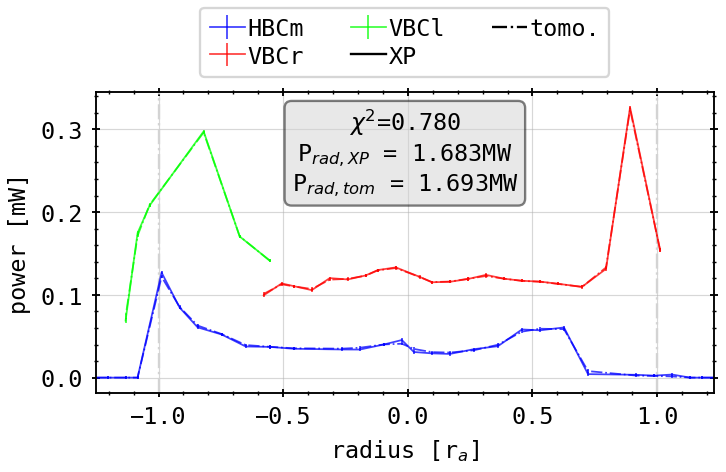 HBCm VBCl tomo.
VBCr XP
χ²=0.780
P_rad,XP = 1.683MW
P_rad,tom = 1.693MW
power [mW]
0.3
0.2
0.1
0.0
−1.0 −0.5 0.0 0.5 1.0
radius [r_a]